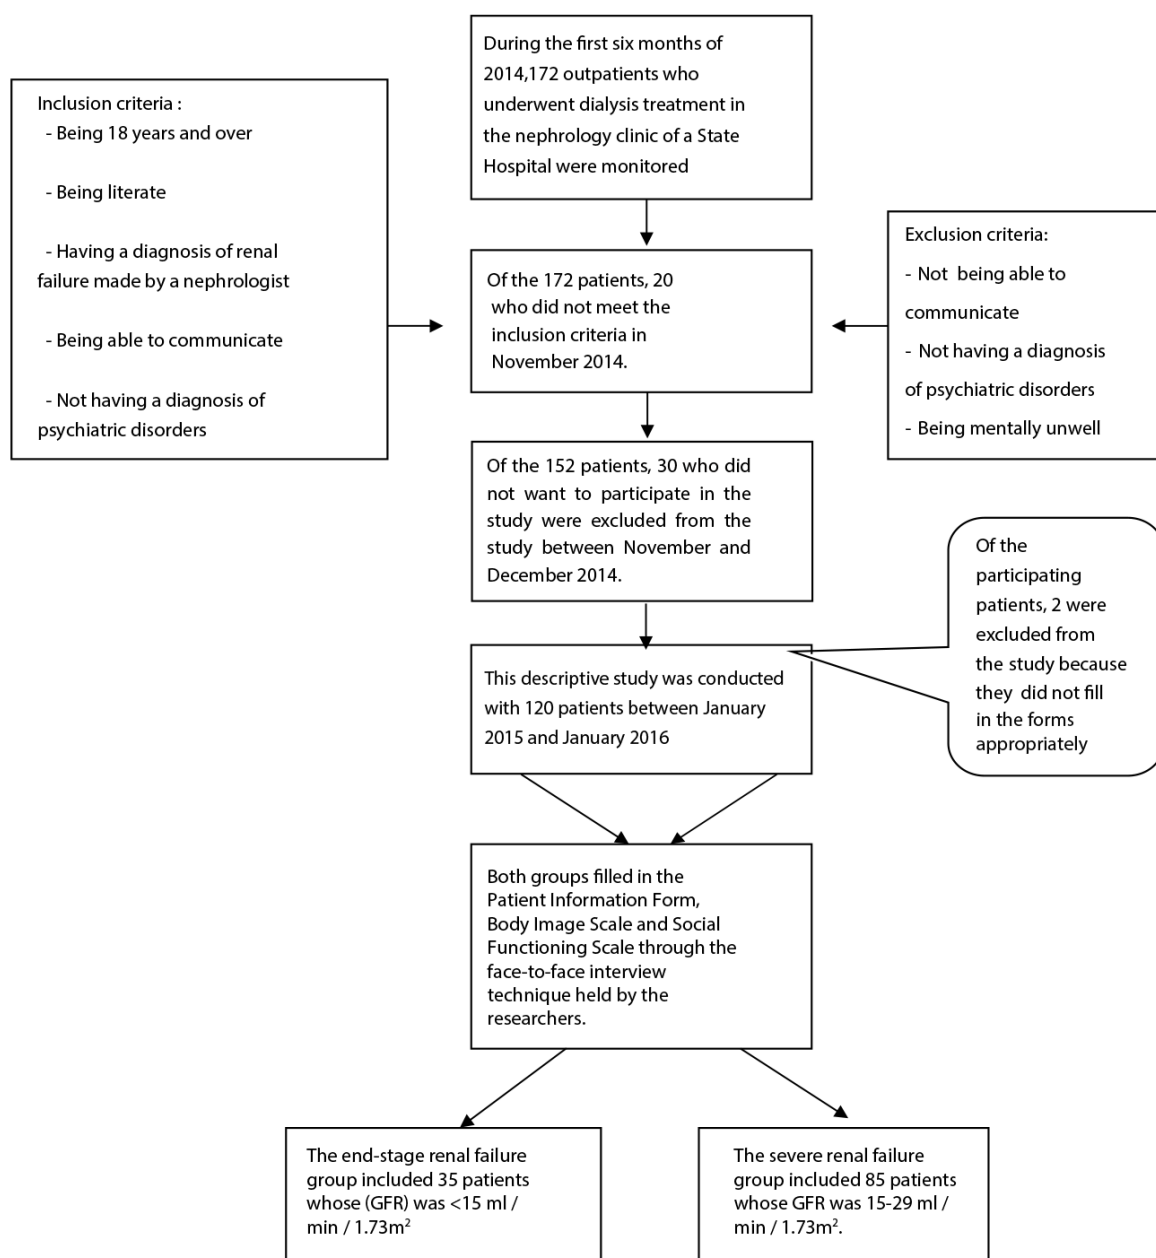 During the first six months of
2014,172 outpatients who
underwent dialysis treatment in
the nephrology clinic of a State
Hospital were monitored
Inclusion criteria :
- Being 18 years and over
- Being literate
- Having a diagnosis of renal
failure made by a nephrologist
- Being able to communicate
- Not having a diagnosis of
psychiatric disorders
Of the 172 patients, 20
who did not meet the
inclusion criteria in
November 2014.
Exclusion criteria:
- Not being able to
communicate
- Not having a diagnosis
of psychiatric disorders
- Being mentally unwell
Of the 152 patients, 30 who did
not want to participate in the
study were excluded from the
study between November and
December 2014.
Of the
participating
patients, 2 were
excluded from
the study because
they did not fill
in the forms
appropriately
This descriptive study was conducted
with 120 patients between January
2015 and January 2016
Both groups filled in the
Patient Information Form,
Body Image Scale and Social
Functioning Scale through the
face-to-face interview
technique held by the
researchers.
The end-stage renal failure
group included 35 patients
whose (GFR) was <15 ml /
min / 1.73m²
The severe renal failure
group included 85 patients
whose GFR was 15-29 ml /
min / 1.73m².